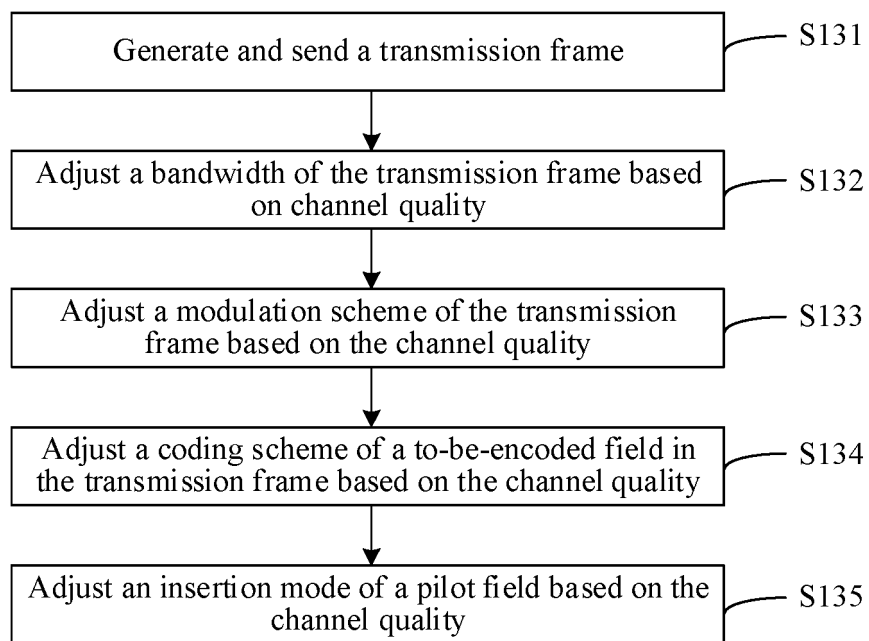 Generate and send a transmission frame
S131
Adjust a bandwidth of the transmission frame based
on channel quality
S132
Adjust a modulation scheme of the transmission
frame based on the channel quality
S133
Adjust a coding scheme of a to-be-encoded field in
the transmission frame based on the channel quality
S134
Adjust an insertion mode of a pilot field based on the
channel quality
S135